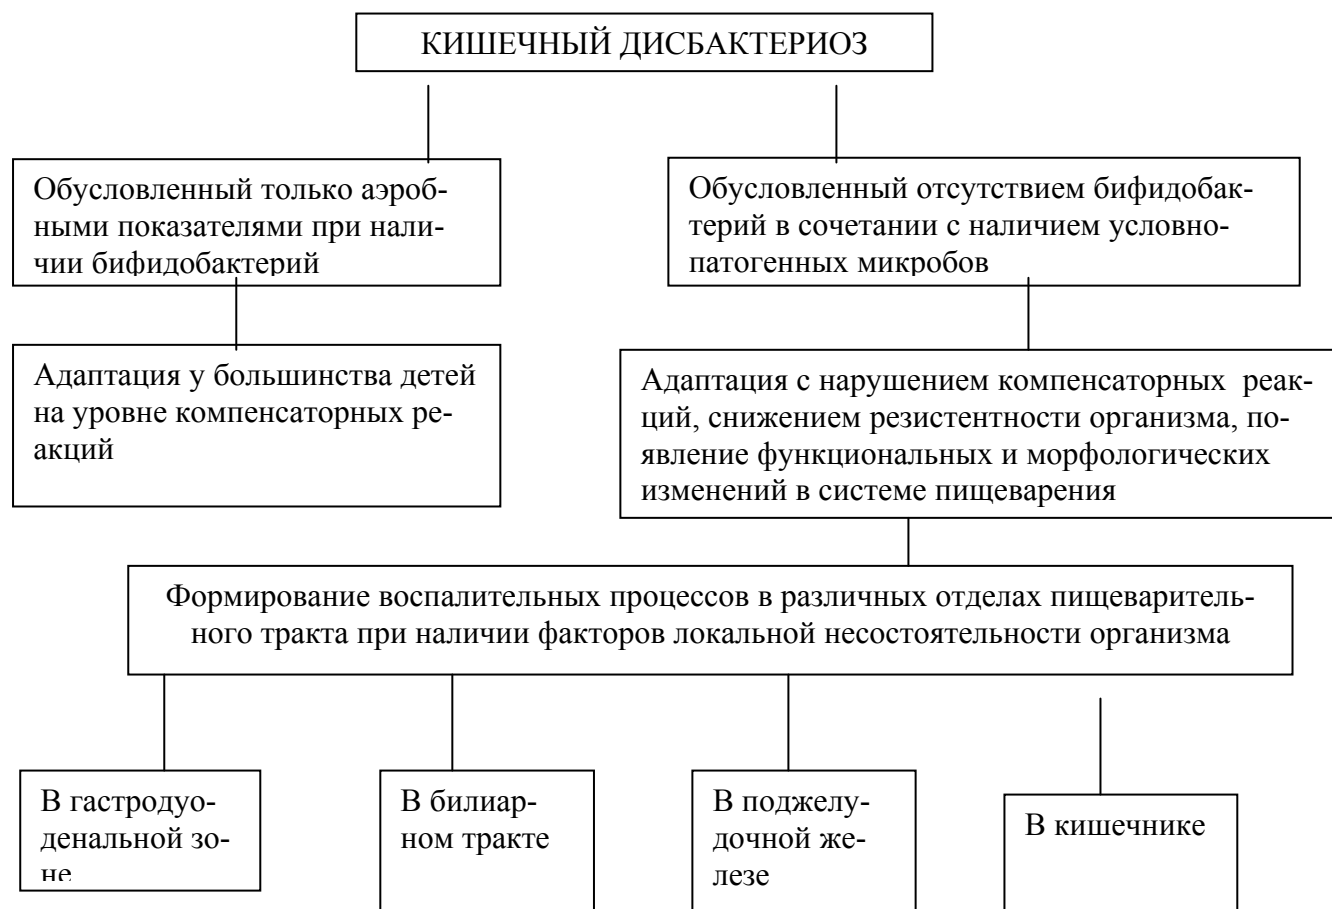 КИШЕЧНЫЙ ДИСБАКТЕРИОЗ
Обусловленный только аэроб-
ными показателями при нали-
чии бифидобактерий
Обусловленный отсутствием бифидобак-
терий в сочетании с наличием условно-
патогенных микробов
Адаптация у большинства детей
на уровне компенсаторных ре-
акций
Адаптация с нарушением компенсаторных реак-
ций, снижением резистентности организма, по-
явление функциональных и морфологических
изменений в системе пищеварения
Формирование воспалительных процессов в различных отделах пищеваритель-
ного тракта при наличии факторов локальной несостоятельности организма
В гастродуо-
денальной зо-
не
В билиар-
ном тракте
В поджелу-
дочной же-
лезе
В кишечнике